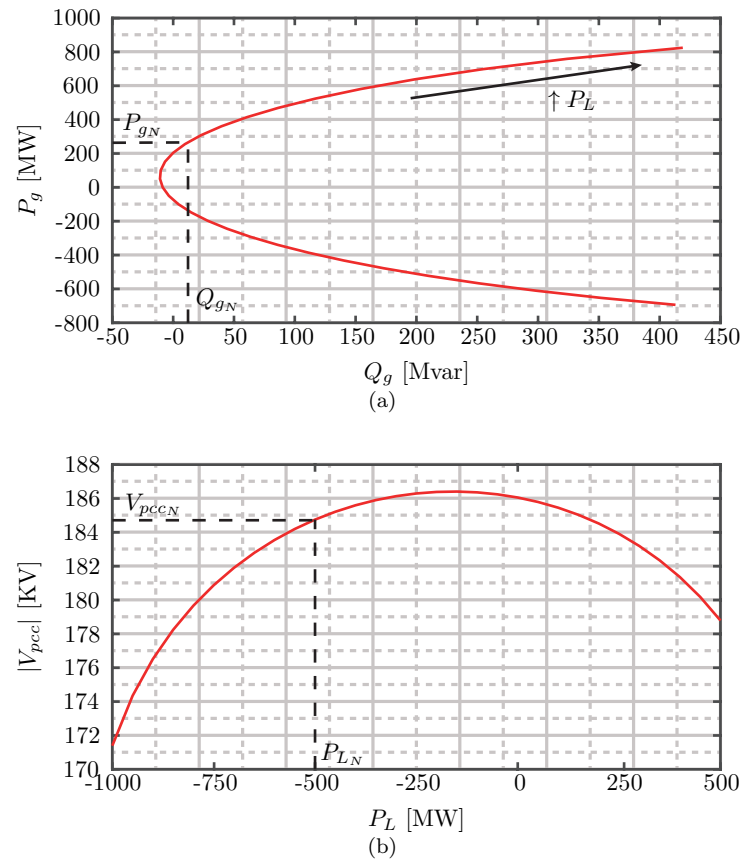 1000
800
600
400
200
0
-200
-400
-600
-800
P_g [MW]
P_{g_N}
Q_{g_N}
↑ P_L
-50 -0 50 100 150 200 250 300 350 400 450
Q_g [Mvar]
(a)
188
186
184
182
180
178
176
174
172
170
|V_{pcc}| [KV]
V_{pcc_N}
P_{L_N}
-1000 -750 -500 -250 0 250 500
P_L [MW]
(b)